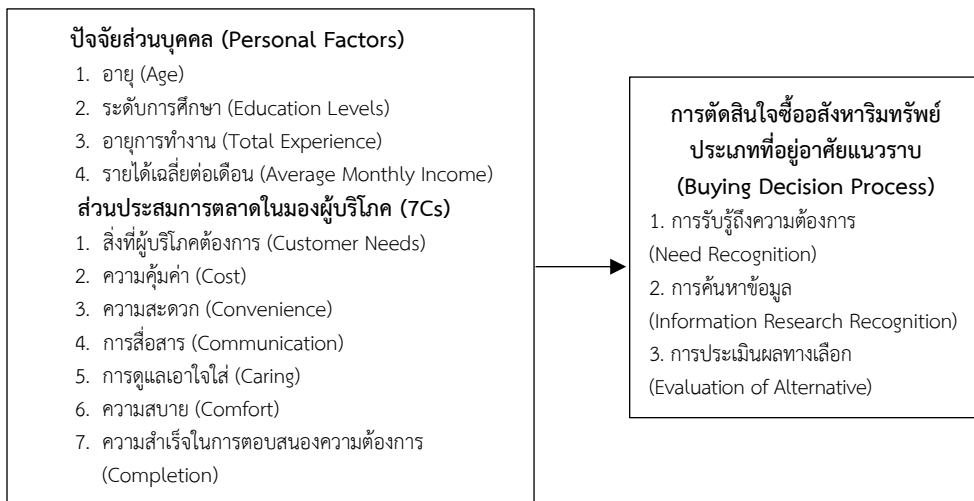 ปัจจัยส่วนบุคคล (Personal Factors)
1. อายุ (Age)
2. ระดับการศึกษา (Education Levels)
3. อายุการทำงาน (Total Experience)
4. รายได้เฉลี่ยต่อเดือน (Average Monthly Income)
ส่วนประสมการตลาดในมองผู้บริโภค (7Cs)
1. สิ่งที่ผู้บริโภคต้องการ (Customer Needs)
2. ความคุ้มค่า (Cost)
3. ความสะดวก (Convenience)
4. การสื่อสาร (Communication)
5. การดูแลเอาใจใส่ (Caring)
6. ความสบาย (Comfort)
7. ความสำเร็จในการตอบสนองความต้องการ
(Completion)
การตัดสินใจซื้ออสังหาริมทรัพย์
ประเภทที่อยู่อาศัยแนวราบ
(Buying Decision Process)
1. การรับรู้ถึงความต้องการ
(Need Recognition)
2. การค้นหาข้อมูล
(Information Research Recognition)
3. การประเมินผลทางเลือก
(Evaluation of Alternative)